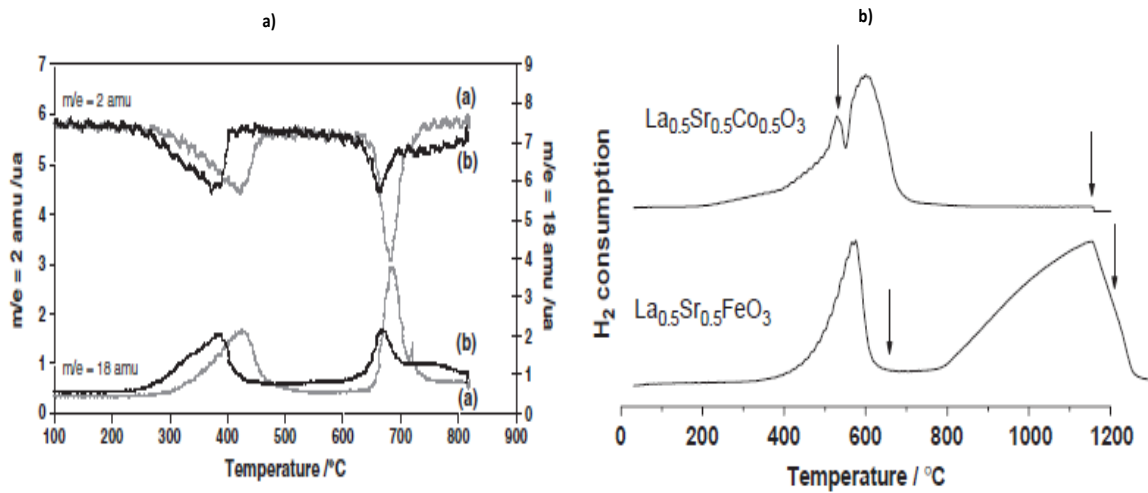 a)
7
6
5
4
3
2
1
0
m/e = 2 amu /ua
m/e = 2 amu
(a)
(b)
m/e = 18 amu
(b)
(a)
9
8
7
6
5
4
3
2
1
0
m/e = 18 amu /ua
100 200 300 400 500 600 700 800 900
Temperature /ºC
b)
H2 consumption
La0.5Sr0.5Co0.5O3
La0.5Sr0.5FeO3
0 200 400 600 800 1000 1200
Temperature / °C